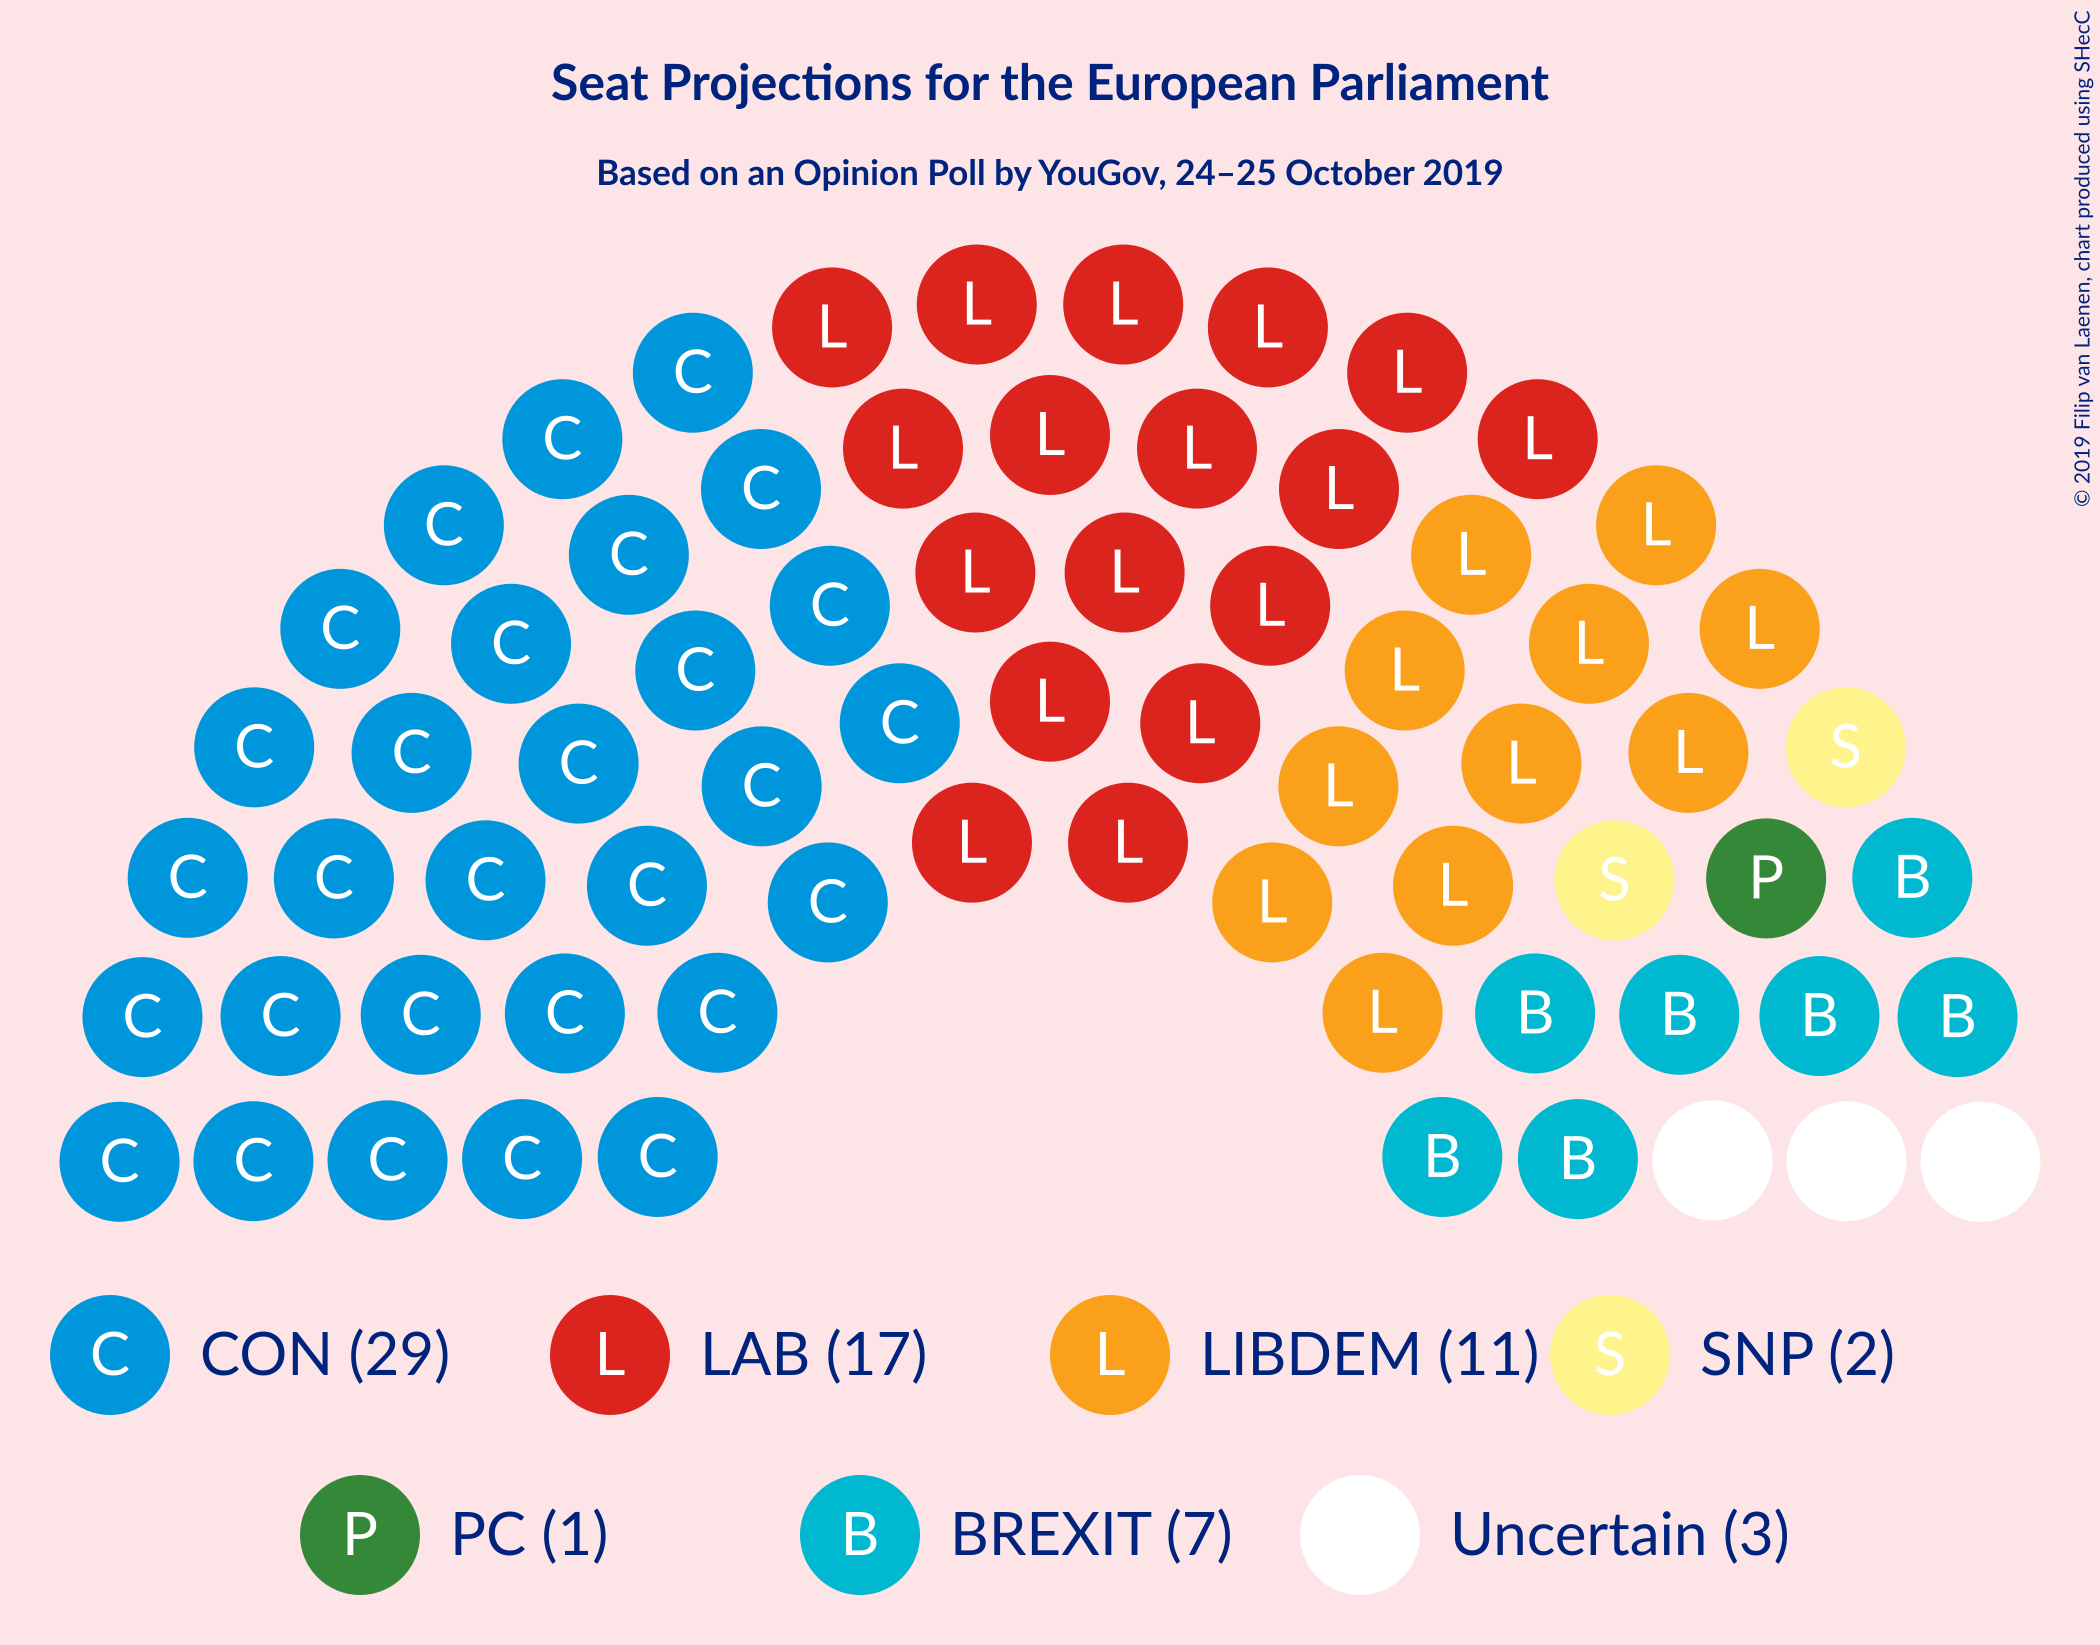 Seat Projections for the European Parliament
Based on an Opinion Poll by YouGov, 24–25 October 2019
© 2019 Filip van Laenen, chart produced using SHecC
L L
L L
C L
L C
L L L
C L
C L
L L
C L
C L
L L
C L
C L
C L
C L
C L
C L
L S
C C
C L
C L
L L
C C C C
C L L
L L S P B
C C C C C
L B B B B
C C C C C
B B
C CON (29) L LAB (17) L LIBDEM (11) S SNP (2)
P PC (1) B BREXIT (7) Uncertain (3)